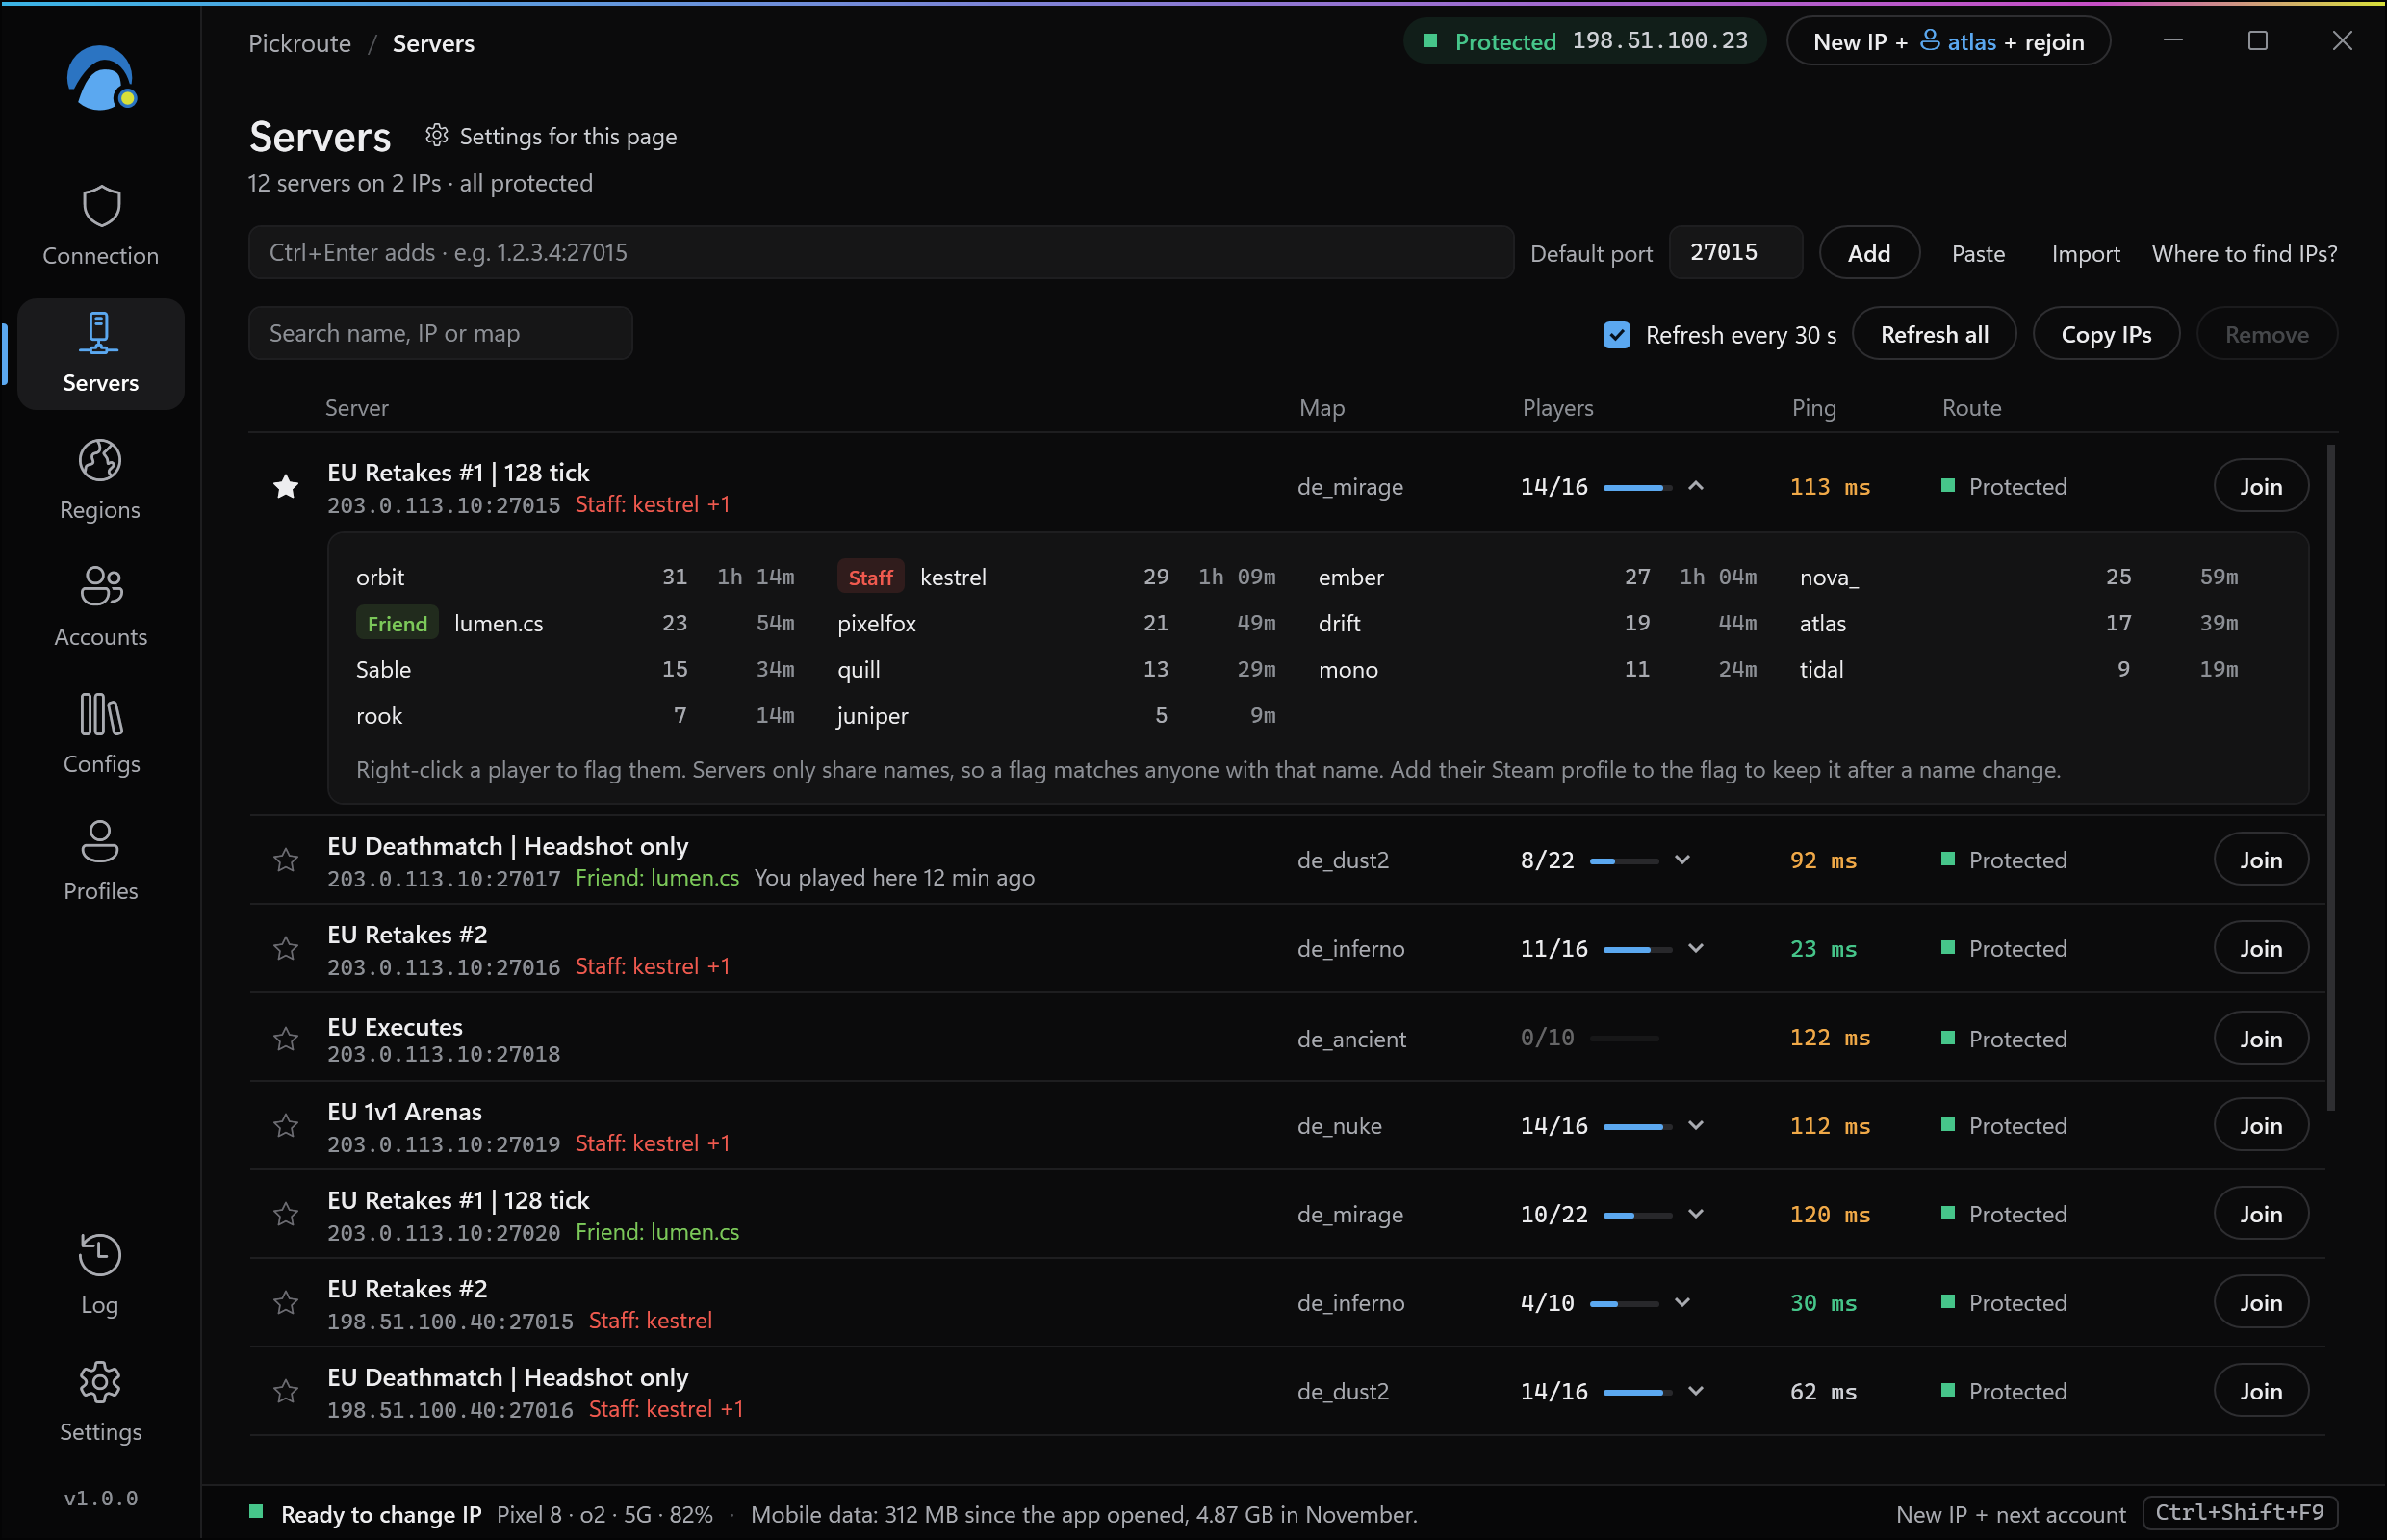 Pickroute / Servers
Protected 198.51.100.23
New IP + atlas + rejoin
Servers
Settings for this page
12 servers on 2 IPs · all protected
Ctrl+Enter adds · e.g. 1.2.3.4:27015
Default port 27015 Add Paste Import Where to find IPs?
Search name, IP or map
Refresh every 30 s Refresh all Copy IPs Remove
Connection
Servers
Regions
Accounts
Configs
Profiles
Log
Settings
v1.0.0
Server Map Players Ping Route
EU Retakes #1 | 128 tick
203.0.113.10:27015 Staff: kestrel +1
de_mirage 14/16 113 ms Protected Join
orbit 31 1h 14m Staff kestrel 29 1h 09m ember 27 1h 04m nova_ 25 59m
Friend lumen.cs 23 54m pixelfox 21 49m drift 19 44m atlas 17 39m
Sable 15 34m quill 13 29m mono 11 24m tidal 9 19m
rook 7 14m juniper 5 9m
Right-click a player to flag them. Servers only share names, so a flag matches anyone with that name. Add their Steam profile to the flag to keep it after a name change.
EU Deathmatch | Headshot only
203.0.113.10:27017 Friend: lumen.cs You played here 12 min ago
de_dust2 8/22 92 ms Protected Join
EU Retakes #2
203.0.113.10:27016 Staff: kestrel +1
de_inferno 11/16 23 ms Protected Join
EU Executes
203.0.113.10:27018
de_ancient 0/10 122 ms Protected Join
EU 1v1 Arenas
203.0.113.10:27019 Staff: kestrel +1
de_nuke 14/16 112 ms Protected Join
EU Retakes #1 | 128 tick
203.0.113.10:27020 Friend: lumen.cs
de_mirage 10/22 120 ms Protected Join
EU Retakes #2
198.51.100.40:27015 Staff: kestrel
de_inferno 4/10 30 ms Protected Join
EU Deathmatch | Headshot only
198.51.100.40:27016 Staff: kestrel +1
de_dust2 14/16 62 ms Protected Join
Ready to change IP Pixel 8 · o2 · 5G · 82% · Mobile data: 312 MB since the app opened, 4.87 GB in November.
New IP + next account Ctrl+Shift+F9